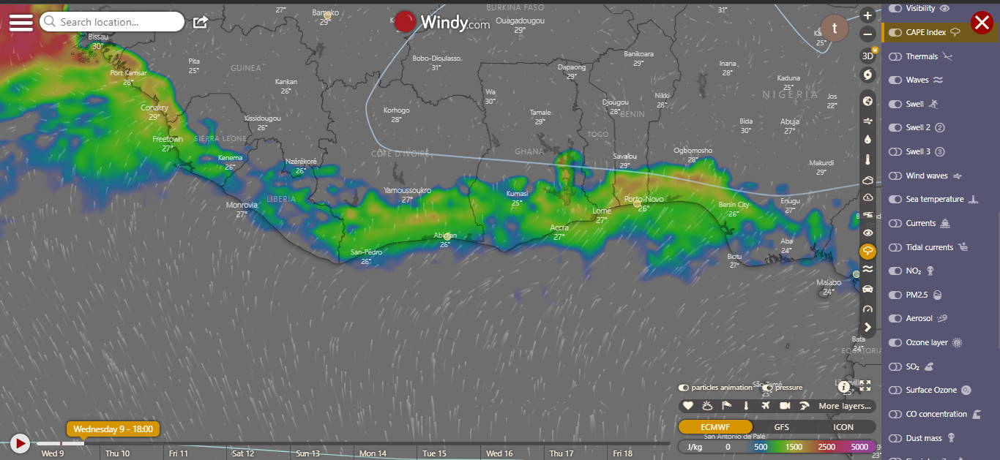 Search location...
Windy.com
t
+
−
3D
27°
Bamako
29°
BURKINA FASO
Ouagadougou
29°
31°
25°
Bissau
30°
Pita
25°
Port Kamsar
28°
GUINEA
Kankan
26°
Bobo-Dioulasso
31°
Dapaong
29°
Banikoara
29°
Inana
28°
Kaduna
25°
NIGERIA
Jos
22°
Conakry
29°
Kissidougou
26°
Korhogo
28°
Wa
30°
Tamale
29°
Djougou
28°
BENIN
Nikki
28°
Bida
30°
Abuja
27°
Freetown
27°
SIERRA LEONE
TOGO
Kenema
26°
Nzérékoré
26°
CÔTE D'IVOIRE
GHANA
Savalou
29°
Ogbomosho
28°
Makurdi
29°
Monrovia
27°
LIBERIA
Yamoussoukro
27°
Kumasi
25°
Lomé
27°
Porto-Novo
26°
Benin City
26°
Enugu
27°
San-Pédro
26°
Abidjan
26°
Accra
27°
Biotu
27°
Aba
24°
Malabo
24°
Bata
24°
EQUATORIA
São Tomé
25°
Libreville
San Antonio de Palé
23°
Visibility
CAPE Index
Thermals
Waves
Swell
Swell 2
Swell 3
Wind waves
Sea temperature
Currents
Tidal currents
NO₂
PM2.5
Aerosol
Ozone layer
SO₂
Surface Ozone
CO concentration
Dust mass
particles animation
pressure
More layers...
ECMWF GFS ICON
J/kg 0 500 1500 2500 5000
Wednesday 9 - 18:00
Wed 9 Thu 10 Fri 11 Sat 12 Sun 13 Mon 14 Tue 15 Wed 16 Thu 17 Fri 18